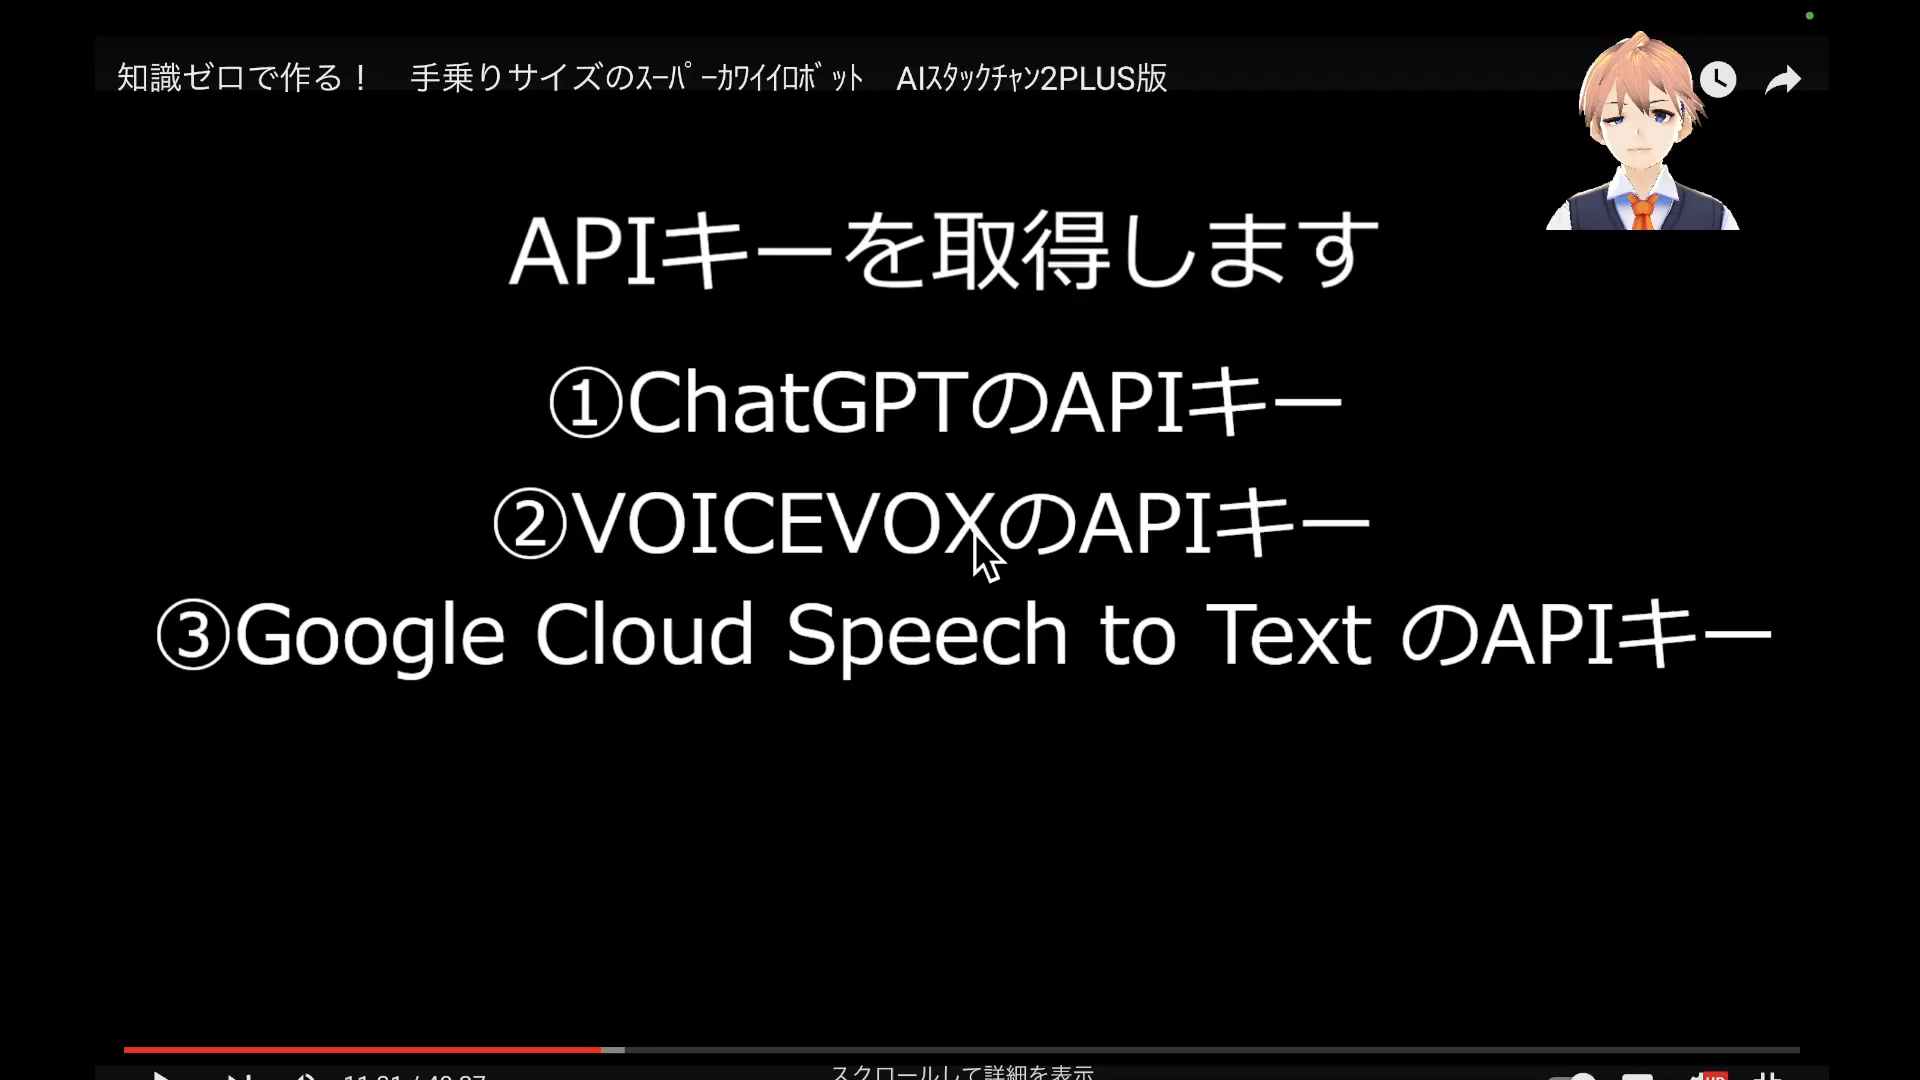 知識ゼロで作る！　手乗りサイズのｽｰﾊﾟｰｶﾜｲｲﾛﾎﾞｯﾄ　AIｽﾀｯｸﾁｬﾝ2PLUS版
APIキーを取得します
①ChatGPTのAPIキー
②VOICEVOXのAPIキー
③Google Cloud Speech to Text のAPIキー
スクロールして詳細を表示